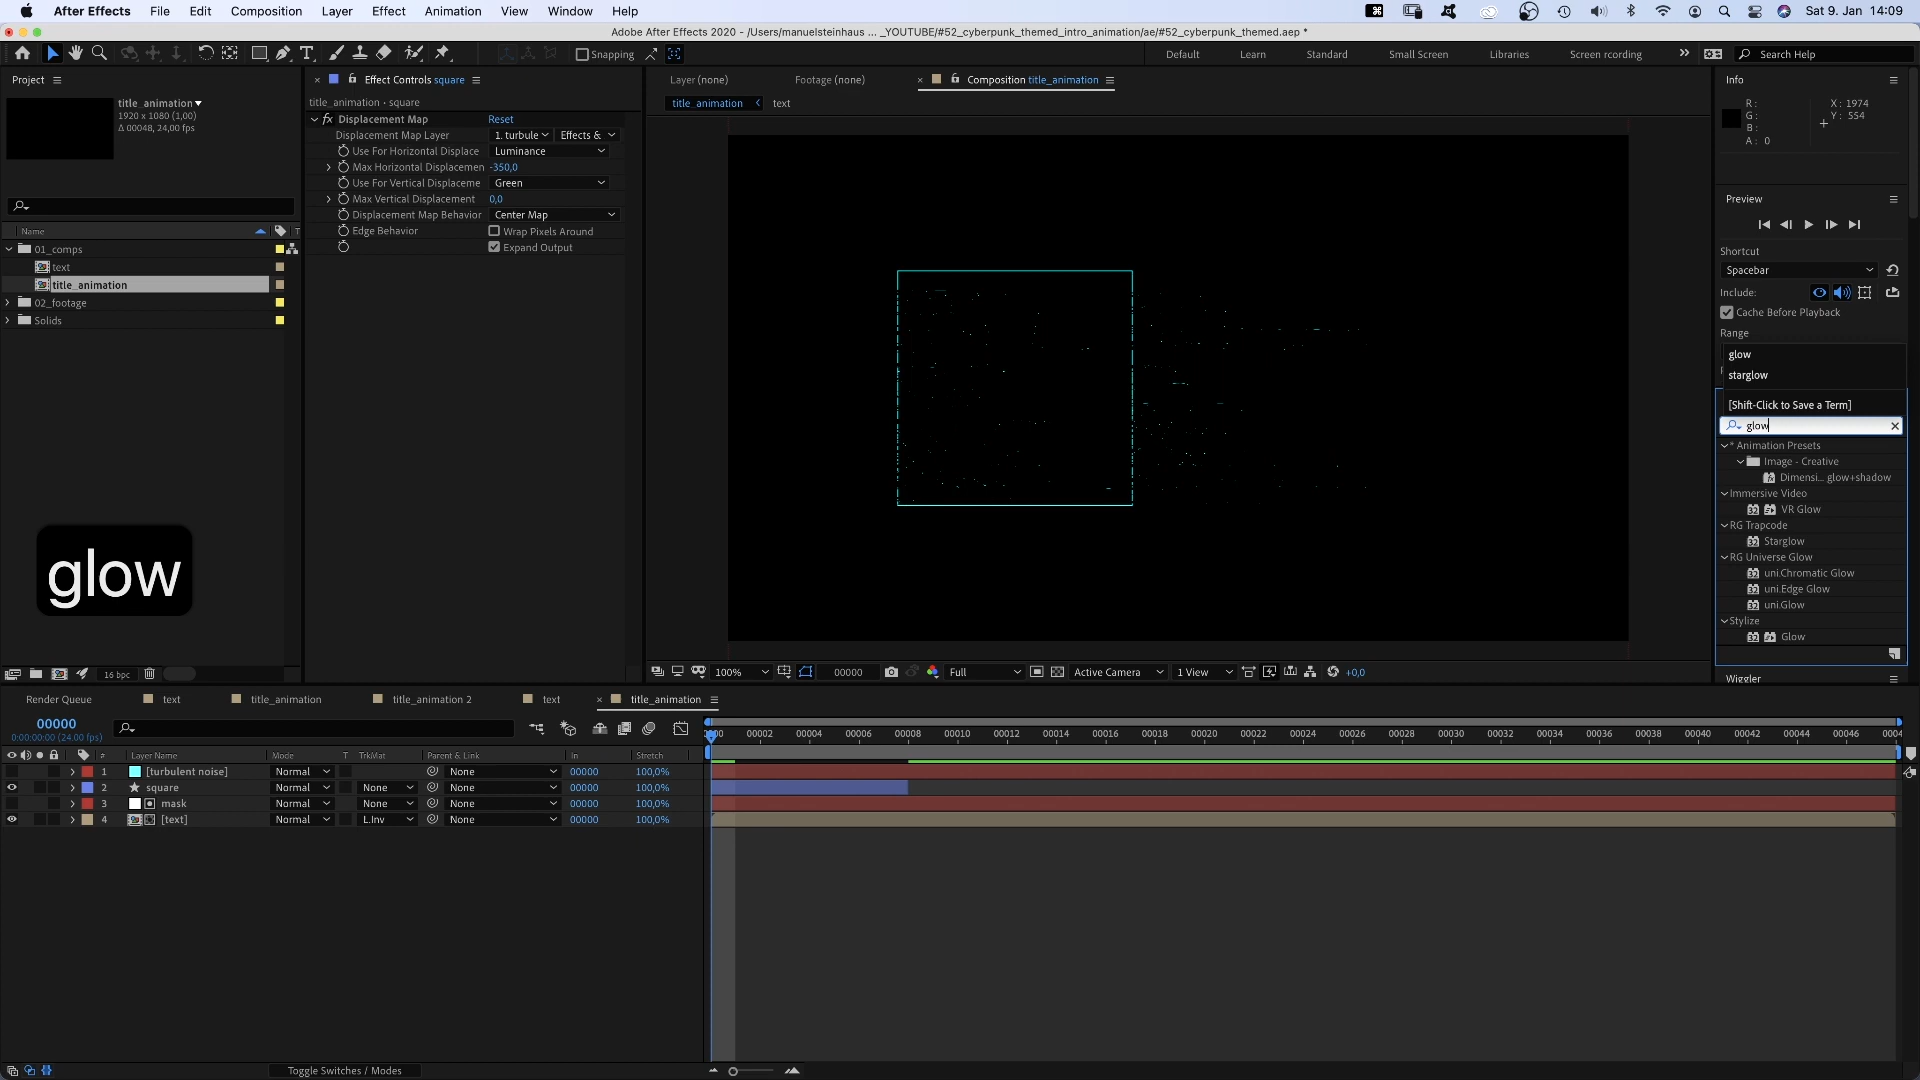 After Effects File Edit Composition Layer Effect Animation View Window Help Sat 9. Jan 14:09
Adobe After Effects 2020 - /Users/manuelsteinhaus ... _YOUTUBE/#52_cyberpunk_themed_intro_animation/ae/#52_cyberpunk_themed.aep *
Snapping Default Learn Standard Small Screen Libraries Screen rcording Search Help
Project
title_animation
1920 x 1080 (1,00)
Δ 00048, 24,00 fps
Name T
01_comps
text
title_animation
02_footage
Solids
glow
16 bpc
Effect Controls square
title_animation · square
fx Displacement Map Reset
Displacement Map Layer 1. turbule Effects &
Use For Horizontal Displace Luminance
Max Horizontal Displacemen -350,0
Use For Vertical Displaceme Green
Max Vertical Displacement 0,0
Displacement Map Behavior Center Map
Edge Behavior Wrap Pixels Around
Expand Output
Layer (none) Footage (none) Composition title_animation
title_animation text
100% 00000 Full Active Camera 1 View +0,0
Info
R: X: 1974
G: Y: 554
B:
A: 0
Preview
Shortcut
Spacebar
Include:
Cache Before Playback
Range
glow
starglow
[Shift-Click to Save a Term]
glow
* Animation Presets
Image - Creative
Dimensi... glow+shadow
Immersive Video
VR Glow
RG Trapcode
Starglow
RG Universe Glow
uni.Chromatic Glow
uni.Edge Glow
uni.Glow
Stylize
Glow
Wiggler
Render Queue text title_animation title_animation 2 text title_animation
00000
0:00:00:00 (24.00 fps)
00002 00004 00006 00008 00010 00012 00014 00016 00018 00020 00022 00024 00026 00028 00030 00032 00034 00036 00038 00040 00042 00044 00046 0004
# Layer Name Mode T TrkMat Parent & Link In Stretch
1 [turbulent noise] Normal None 00000 100,0%
2 square Normal None None 00000 100,0%
3 mask Normal None None 00000 100,0%
4 [text] Normal L.Inv None 00000 100,0%
Toggle Switches / Modes